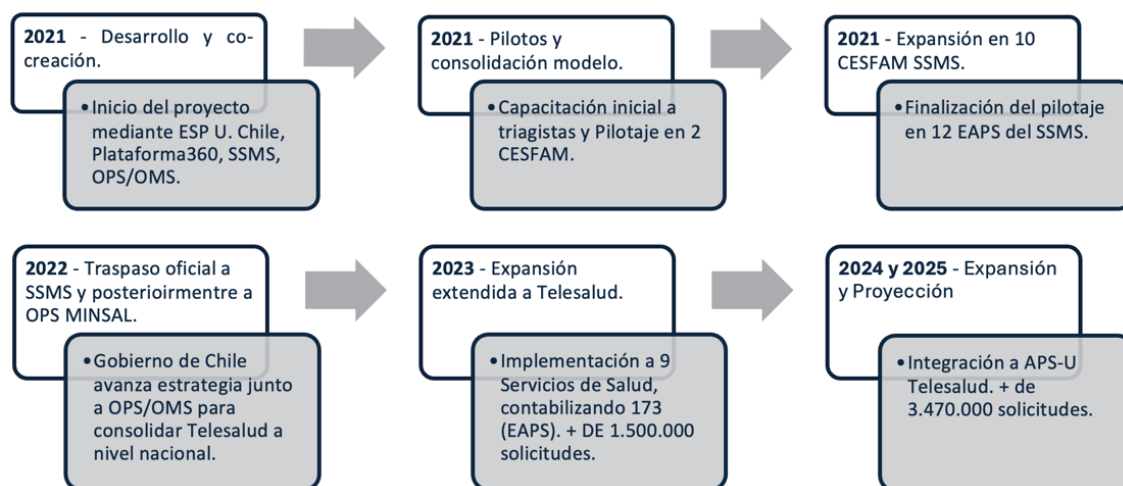 2021 - Desarrollo y co-
creación.
•Inicio del proyecto
mediante ESP U. Chile,
Plataforma360, SSMS,
OPS/OMS.
2021 - Pilotos y
consolidación modelo.
•Capacitación inicial a
triagistas y Pilotaje en 2
CESFAM.
2021 - Expansión en 10
CESFAM SSMS.
•Finalización del pilotaje
en 12 EAPS del SSMS.
2022 - Traspaso oficial a
SSMS y posterioirmentre a
OPS MINSAL.
•Gobierno de Chile
avanza estrategia junto
a OPS/OMS para
consolidar Telesalud a
nivel nacional.
2023 - Expansión
extendida a Telesalud.
•Implementación a 9
Servicios de Salud,
contabilizando 173
(EAPS). + DE 1.500.000
solicitudes.
2024 y 2025 - Expansión
y Proyección
•Integración a APS-U
Telesalud. + de
3.470.000 solicitudes.